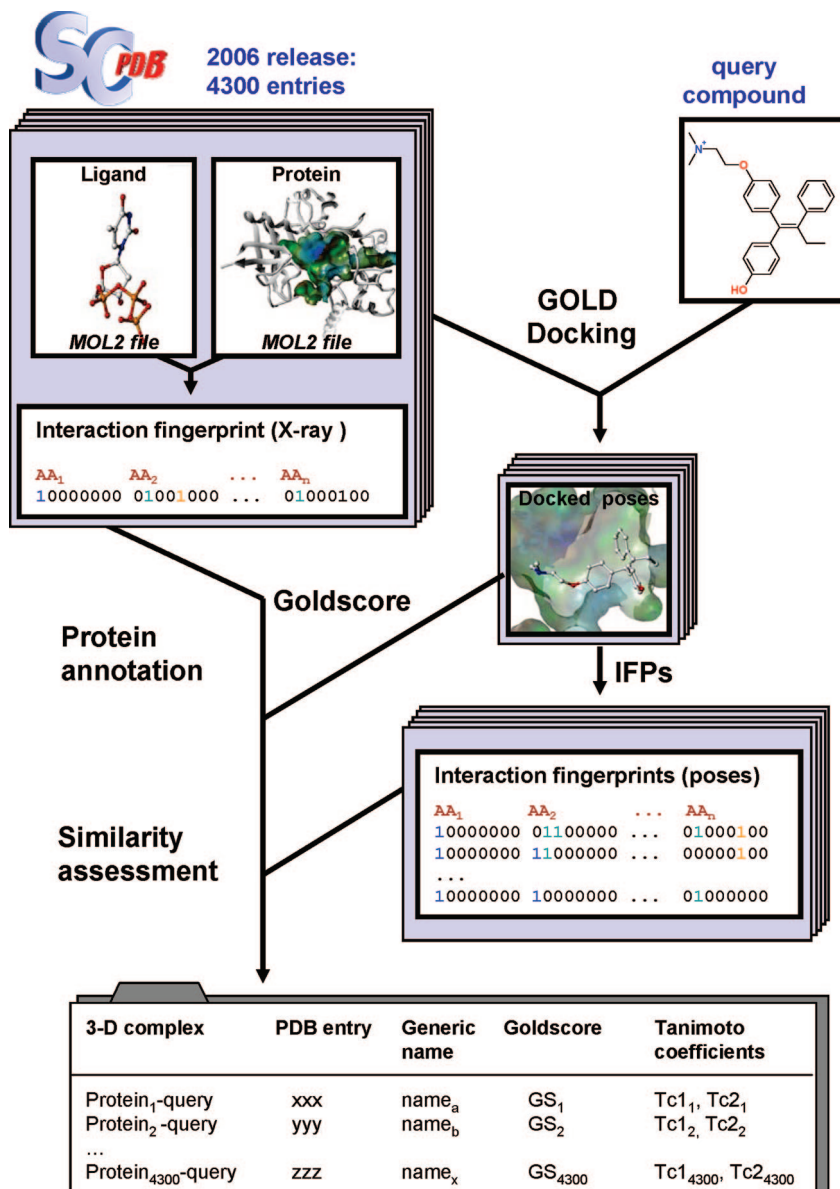 SC PDB
2006 release:
4300 entries
query
compound
Ligand
Protein
MOL2 file
MOL2 file
N+
O
HO
GOLD
Docking
Interaction fingerprint (X-ray )
AA1 AA2 ... AAn
10000000 01001000 ... 01000100
Docked poses
Goldscore
Protein
annotation
IFPs
Interaction fingerprints (poses)
AA1 AA2 ... AAn
10000000 01100000 ... 01000100
10000000 11000000 ... 00000100
...
10000000 10000000 ... 01000000
Similarity
assessment
3-D complex PDB entry Generic name Goldscore Tanimoto coefficients
Protein1-query xxx namea GS1 Tc11, Tc21
Protein2 -query yyy nameb GS2 Tc12, Tc22
...
Protein4300-query zzz namex GS4300 Tc14300, Tc24300